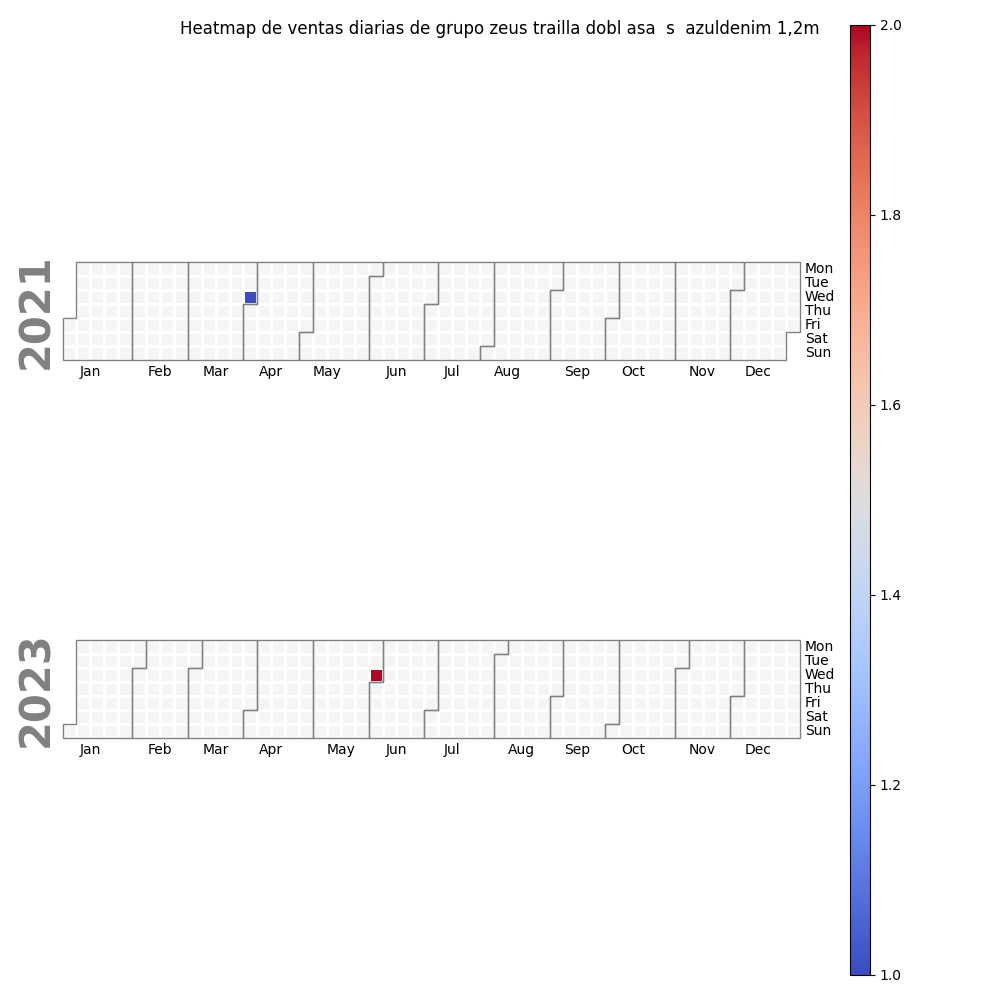 Heatmap de ventas diarias de grupo zeus trailla dobl asa  s  azuldenim 1,2m
2021
Mon
Tue
Wed
Thu
Fri
Sat
Sun
Jan Feb Mar Apr May Jun Jul Aug Sep Oct Nov Dec
2023
Mon
Tue
Wed
Thu
Fri
Sat
Sun
Jan Feb Mar Apr May Jun Jul Aug Sep Oct Nov Dec
2.0
1.8
1.6
1.4
1.2
1.0